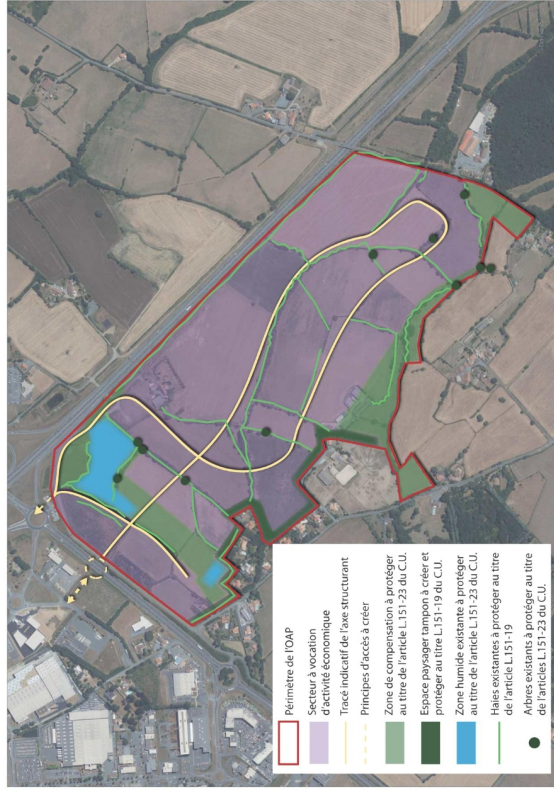 Périmètre de l'OAP
Secteur à vocation
d'activité économique
Tracé indicatif de l'axe structurant
Principes d'accès à créer
Zone de compensation à protéger
au titre de l'article L.151-23 du C.U.
Espace paysager tampon à créer et
protéger au titre L.151-19 du C.U.
Zone humide existante à protéger
au titre de l'article L.151-23 du C.U.
Haies existantes à protéger au titre
de l'article L.151-19
Arbres existants à protéger au titre
de l'articles L.151-23 du C.U.